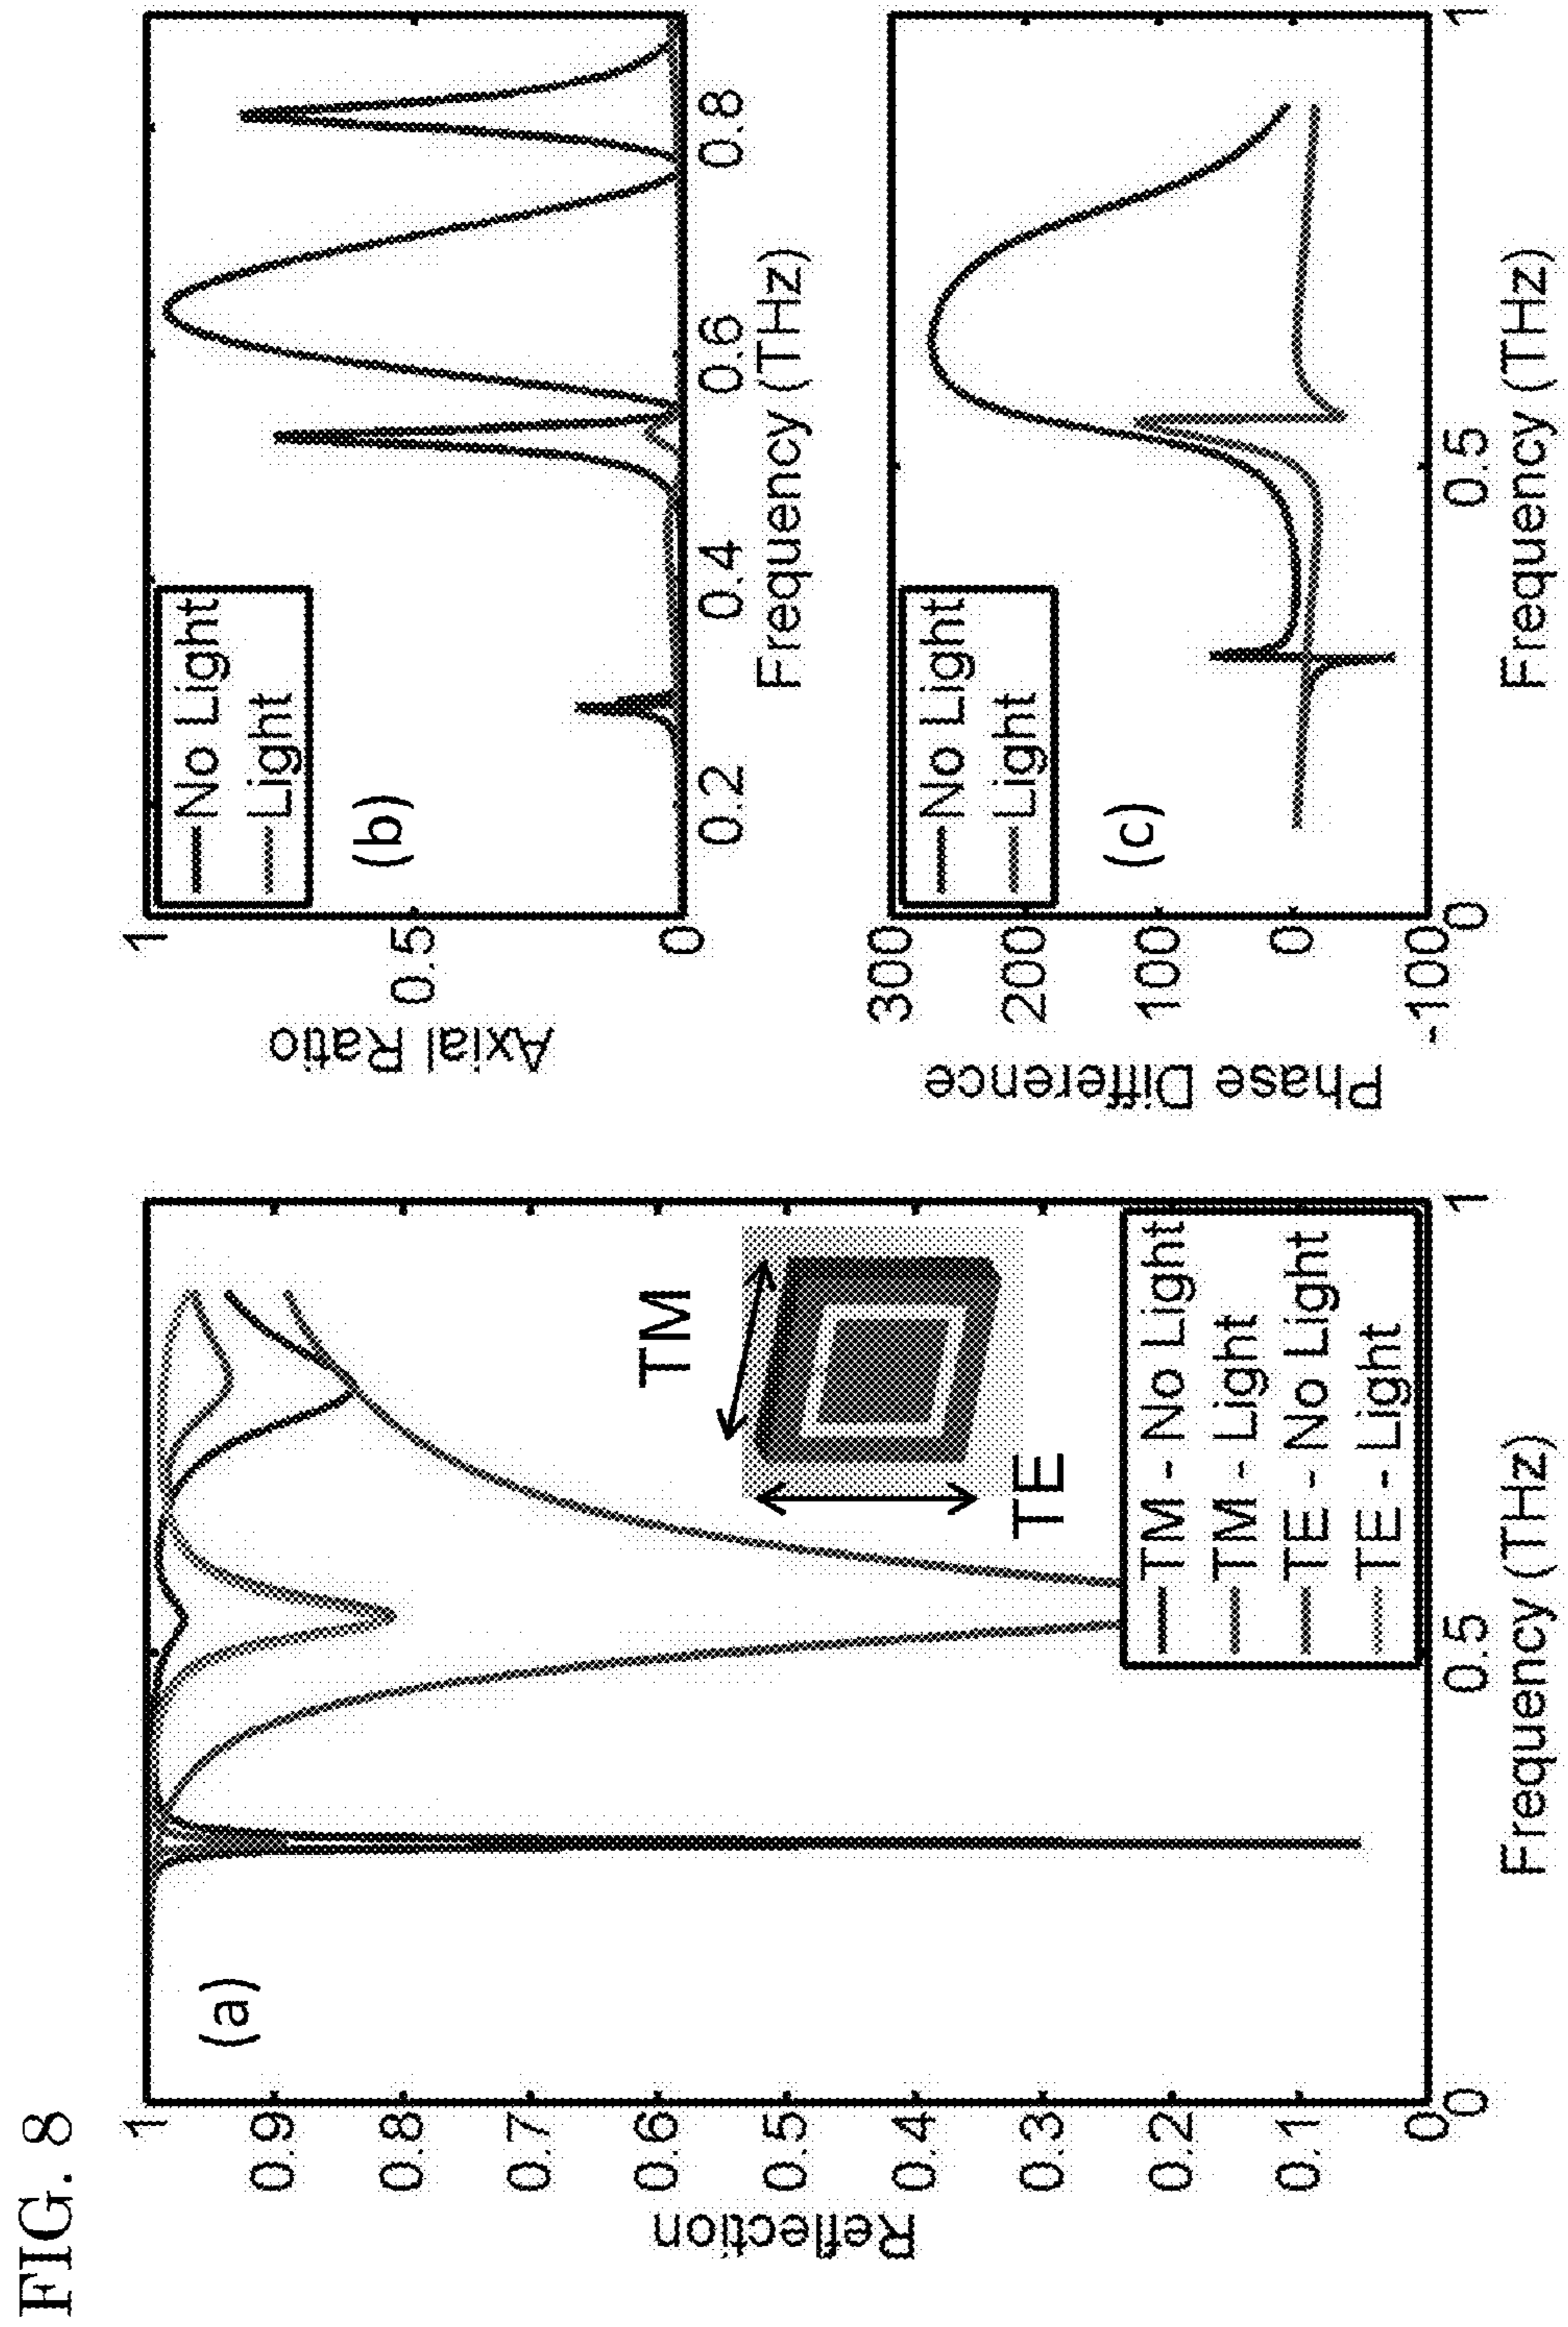 FIG. 8
(a)
Reflection
1
0.9
0.8
0.7
0.6
0.5
0.4
0.3
0.2
0.1
0
0
0.5
1
Frequency (THz)
TM
TE
TM - No Light
TM - Light
TE - No Light
TE - Light
(b)
No Light
Light
Axial Ratio
1
0.5
0
0.2
0.4
0.6
0.8
Frequency (THz)
(c)
No Light
Light
Phase Difference
300
200
100
0
-100
0
0.5
1
Frequency (THz)